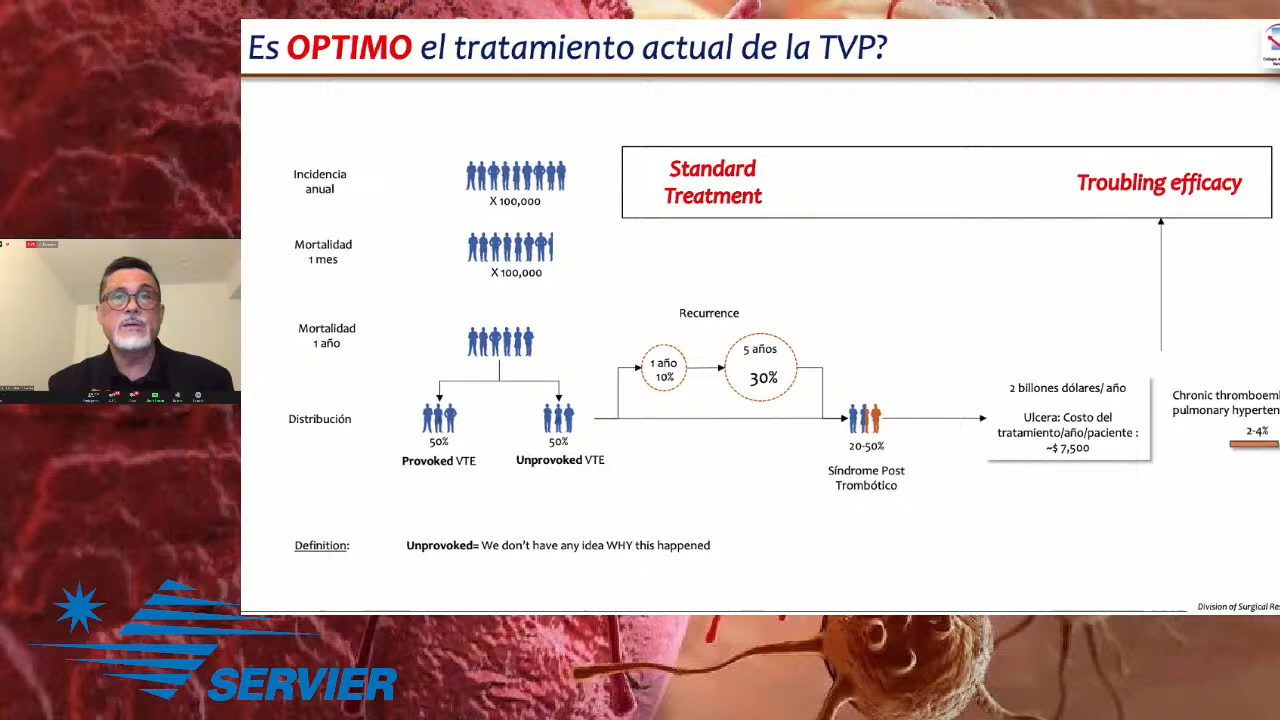 Es OPTIMO el tratamiento actual de la TVP?
Incidencia
anual
X 100,000
Standard
Treatment
Troubling efficacy
Mortalidad
1 mes
X 100,000
Mortalidad
1 año
Recurrence
1 año
10%
5 años
30%
Distribución
50%
Provoked VTE
50%
Unprovoked VTE
20-50%
Síndrome Post
Trombótico
2 billones dólares/ año
Ulcera: Costo del
tratamiento/año/paciente :
~$ 7,500
Chronic thromboemb
pulmonary hyperten
2-4%
Definition:
Unprovoked= We don't have any idea WHY this happened
Division of Surgical Res
SERVIER